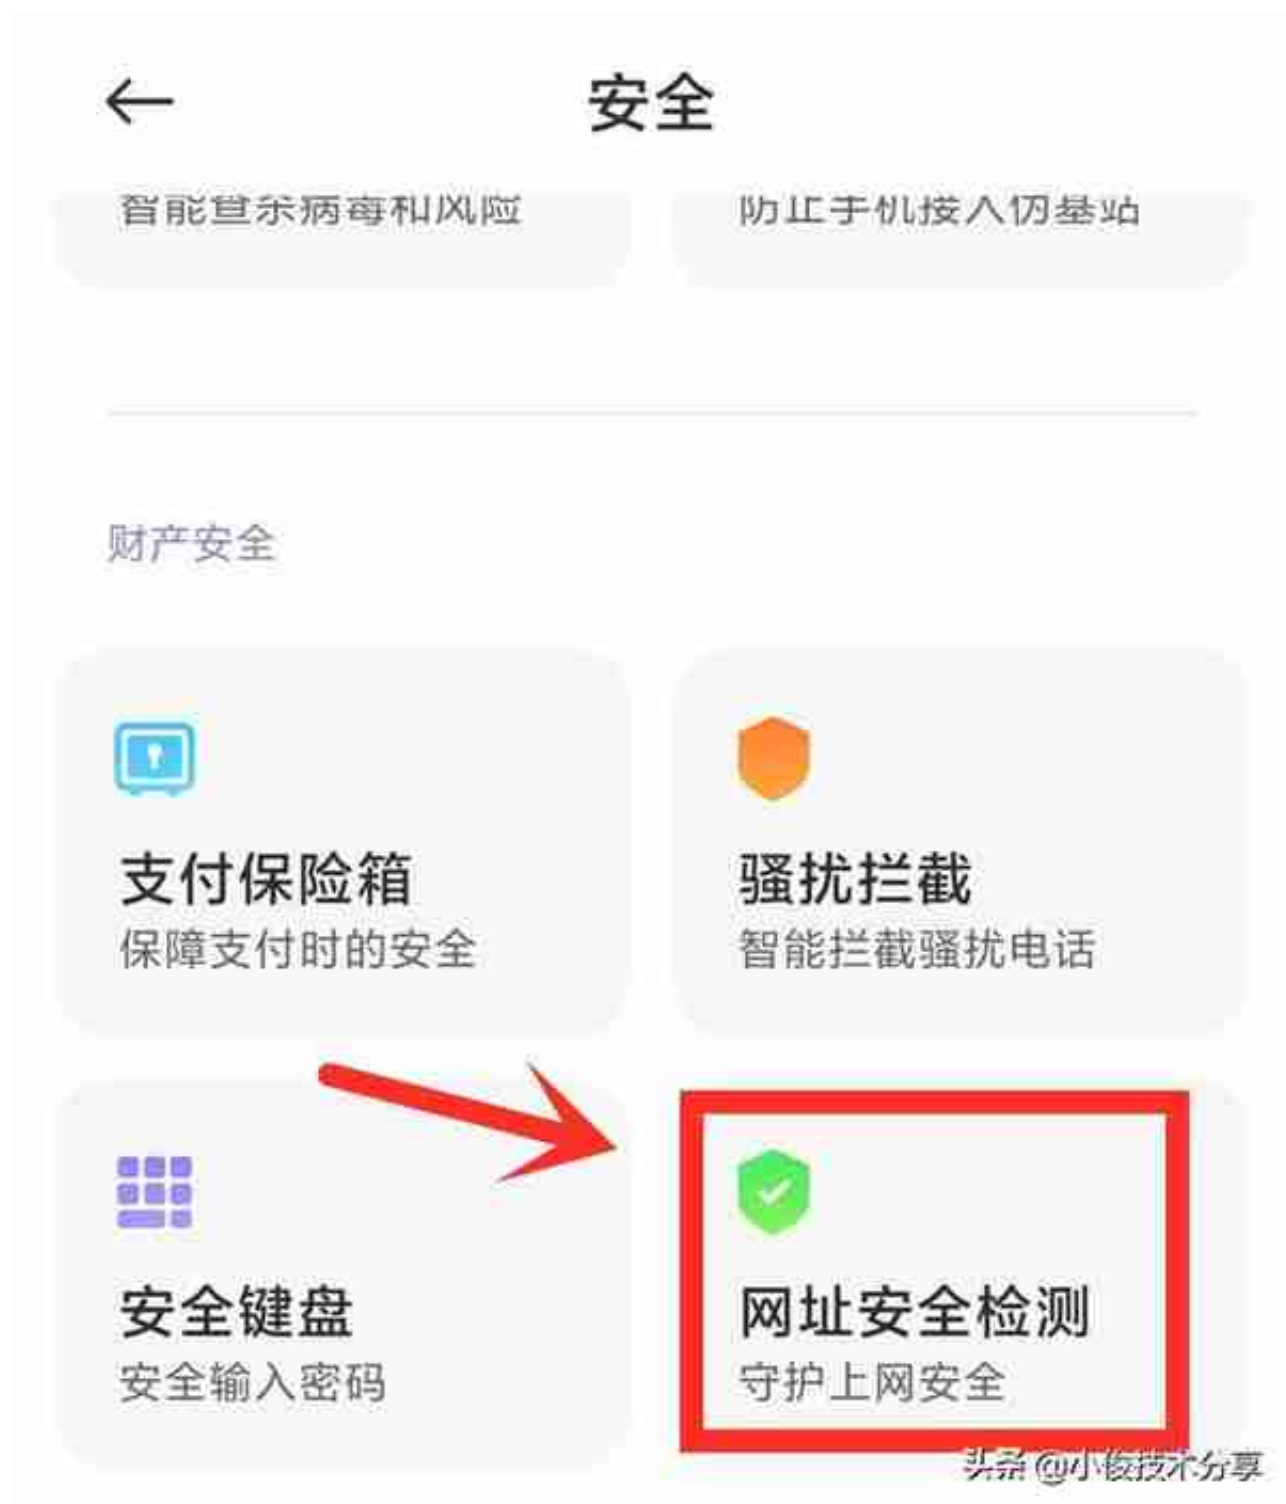 安全
智能查杀病毒和风险
防止手机接入伪基站
财产安全
支付保险箱
保障支付时的安全
骚扰拦截
智能拦截骚扰电话
安全键盘
安全输入密码
网址安全检测
守护上网安全
头条 @小俊技术分享